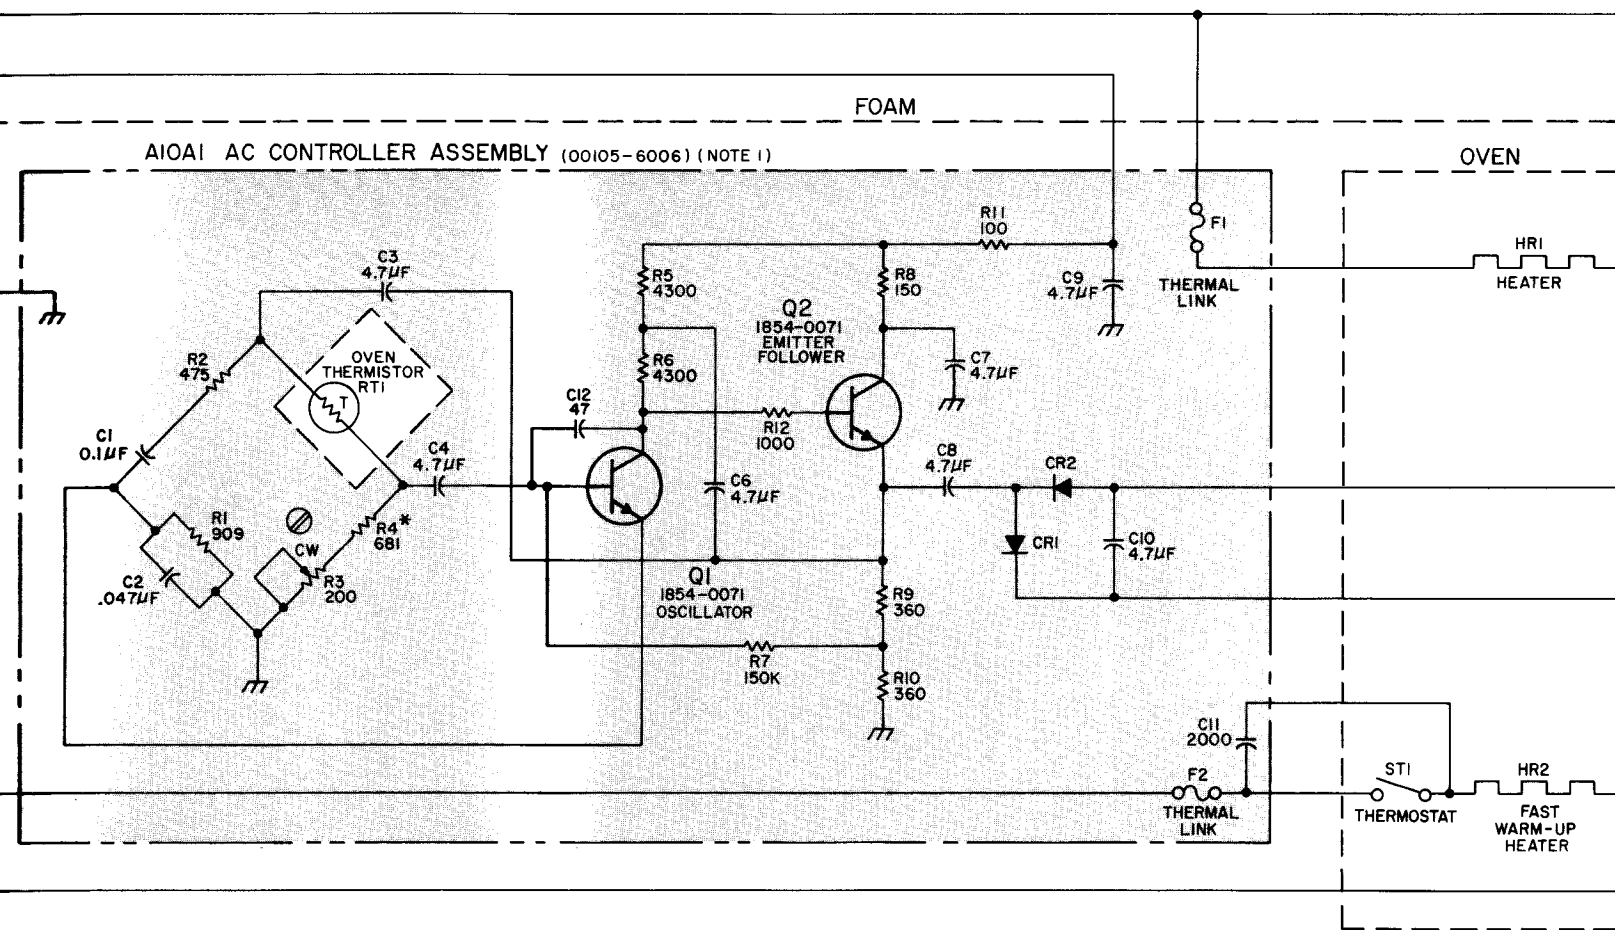 FOAM
A10A1 AC CONTROLLER ASSEMBLY (00105-6006) (NOTE 1)
OVEN
R11
100
F1
HR1
HEATER
C3
4.7µF
R5
4300
R8
150
C9
4.7µF
THERMAL
LINK
Q2
1854-0071
EMITTER
FOLLOWER
R2
475
OVEN
THERMISTOR
RT1
T
R6
4300
C7
4.7µF
C12
47
R12
1000
C1
0.1µF
C4
4.7µF
C8
4.7µF
CR2
C6
4.7µF
R1
909
R4*
681
CW
CR1
C10
4.7µF
C2
.047µF
R3
200
Q1
1854-0071
OSCILLATOR
R9
360
R7
150K
R10
360
C11
2000
F2
THERMAL
LINK
ST1
THERMOSTAT
HR2
FAST
WARM-UP
HEATER